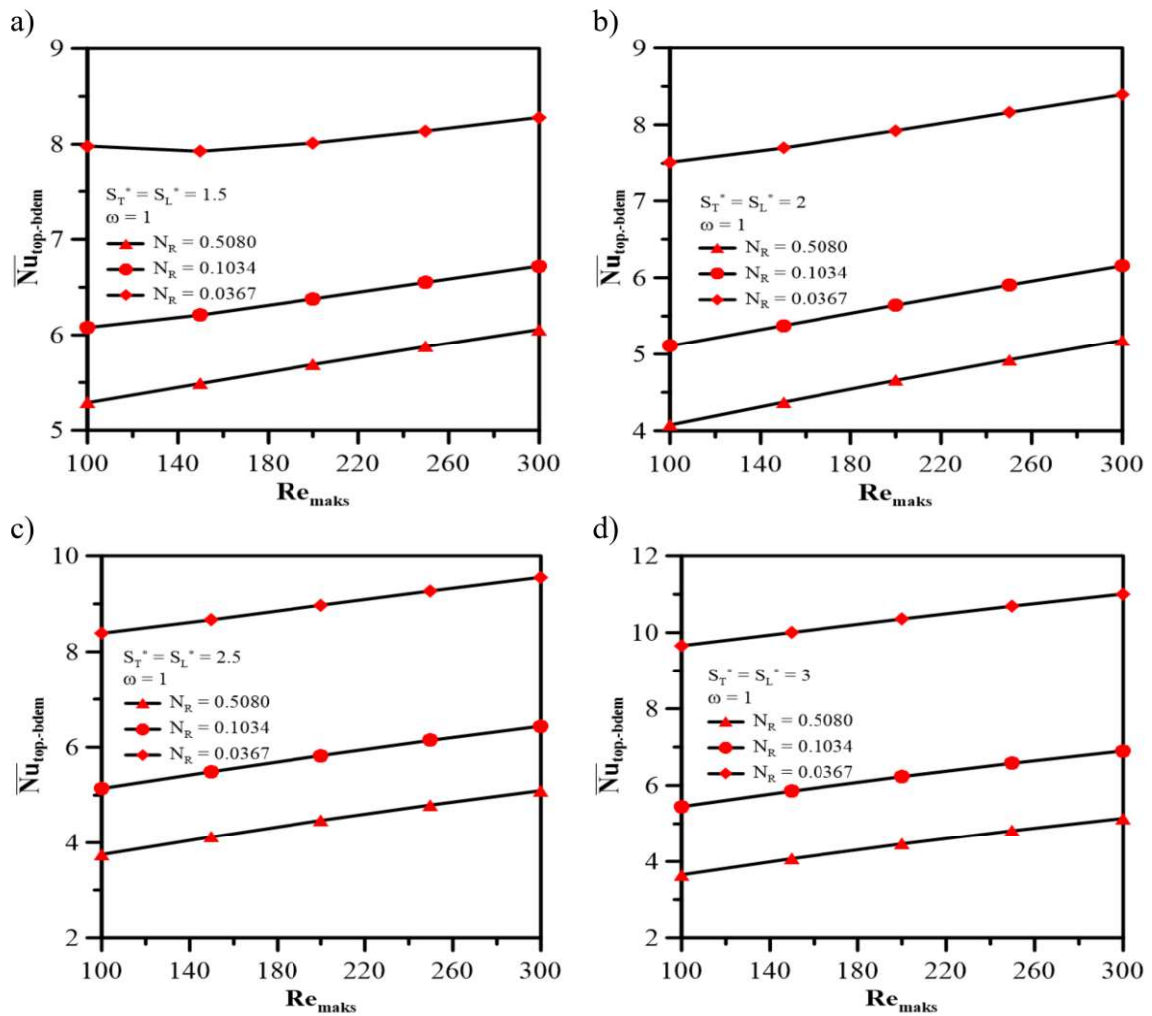 a)
9
8
7
6
5
N̅u̅top.-bdem
S_T* = S_L* = 1.5
ω = 1
N_R = 0.5080
N_R = 0.1034
N_R = 0.0367
100 140 180 220 260 300
Re_maks
b)
9
8
7
6
5
4
N̅u̅top.-bdem
S_T* = S_L* = 2
ω = 1
N_R = 0.5080
N_R = 0.1034
N_R = 0.0367
100 140 180 220 260 300
Re_maks
c)
10
8
6
4
2
N̅u̅top.-bdem
S_T* = S_L* = 2.5
ω = 1
N_R = 0.5080
N_R = 0.1034
N_R = 0.0367
100 140 180 220 260 300
Re_maks
d)
12
10
8
6
4
2
N̅u̅top.-bdem
S_T* = S_L* = 3
ω = 1
N_R = 0.5080
N_R = 0.1034
N_R = 0.0367
100 140 180 220 260 300
Re_maks